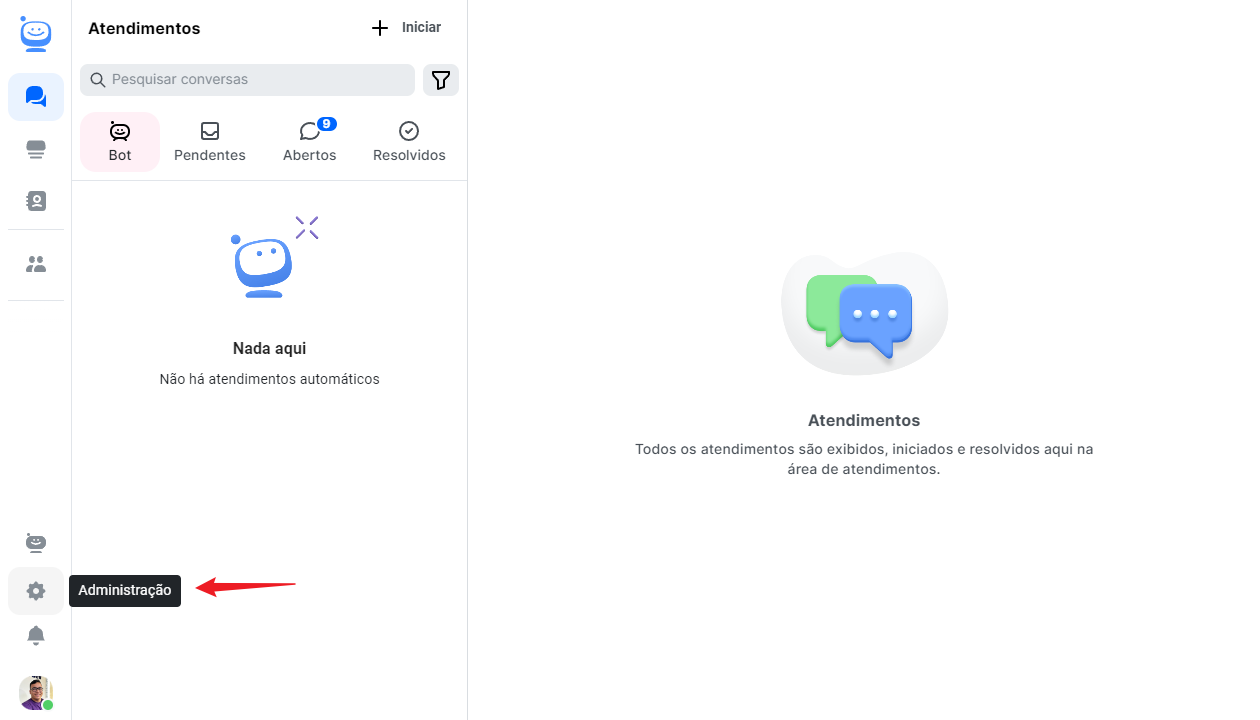 Atendimentos
Iniciar
Pesquisar conversas
9
Bot
Pendentes
Abertos
Resolvidos
Nada aqui
Não há atendimentos automáticos
Atendimentos
Todos os atendimentos são exibidos, iniciados e resolvidos aqui na
área de atendimentos.
Administração